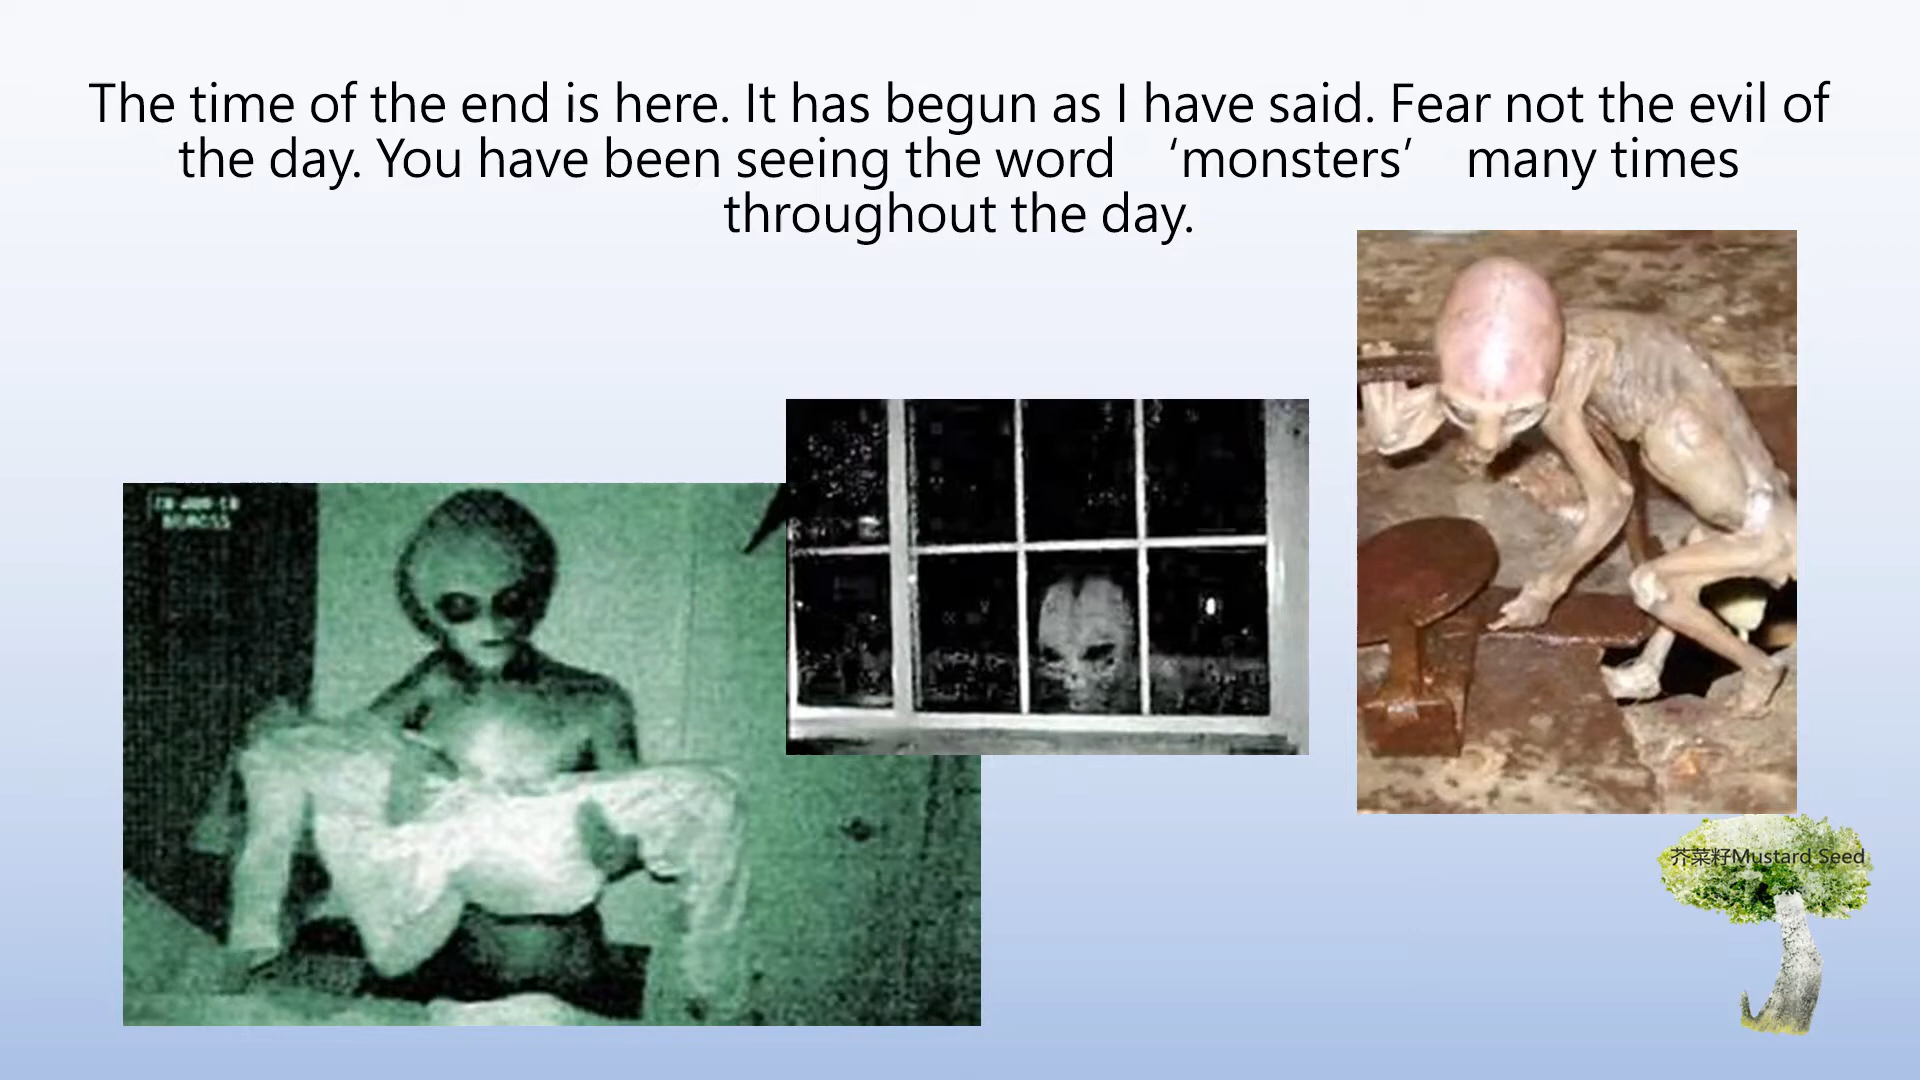 The time of the end is here. It has begun as I have said. Fear not the evil of
the day. You have been seeing the word ‘monsters’ many times
throughout the day.
芥菜籽Mustard Seed